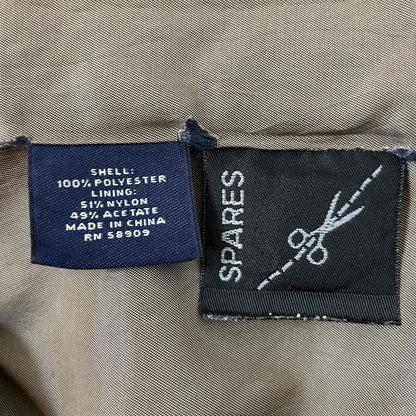 SHELL:
100% POLYESTER
LINING:
51% NYLON
49% ACETATE
MADE IN CHINA
RN 58909
SPARES